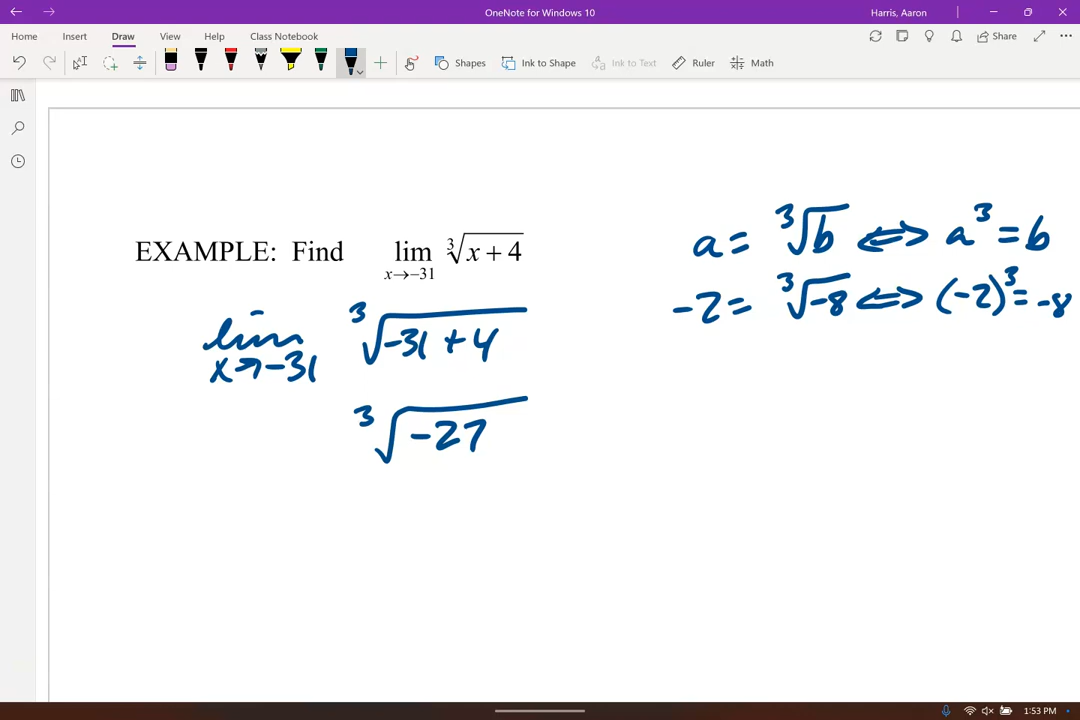 OneNote for Windows 10
Harris, Aaron
Home Insert Draw View Help Class Notebook
Share
Shapes Ink to Shape Ink to Text Ruler Math
EXAMPLE: Find lim x→−31 ∛(x + 4)
lim x→−31 ∛(−31 + 4)
∛(−27)
a = ∛b ⟺ a³ = b
−2 = ∛(−8) ⟺ (−2)³ = −8
1:53 PM